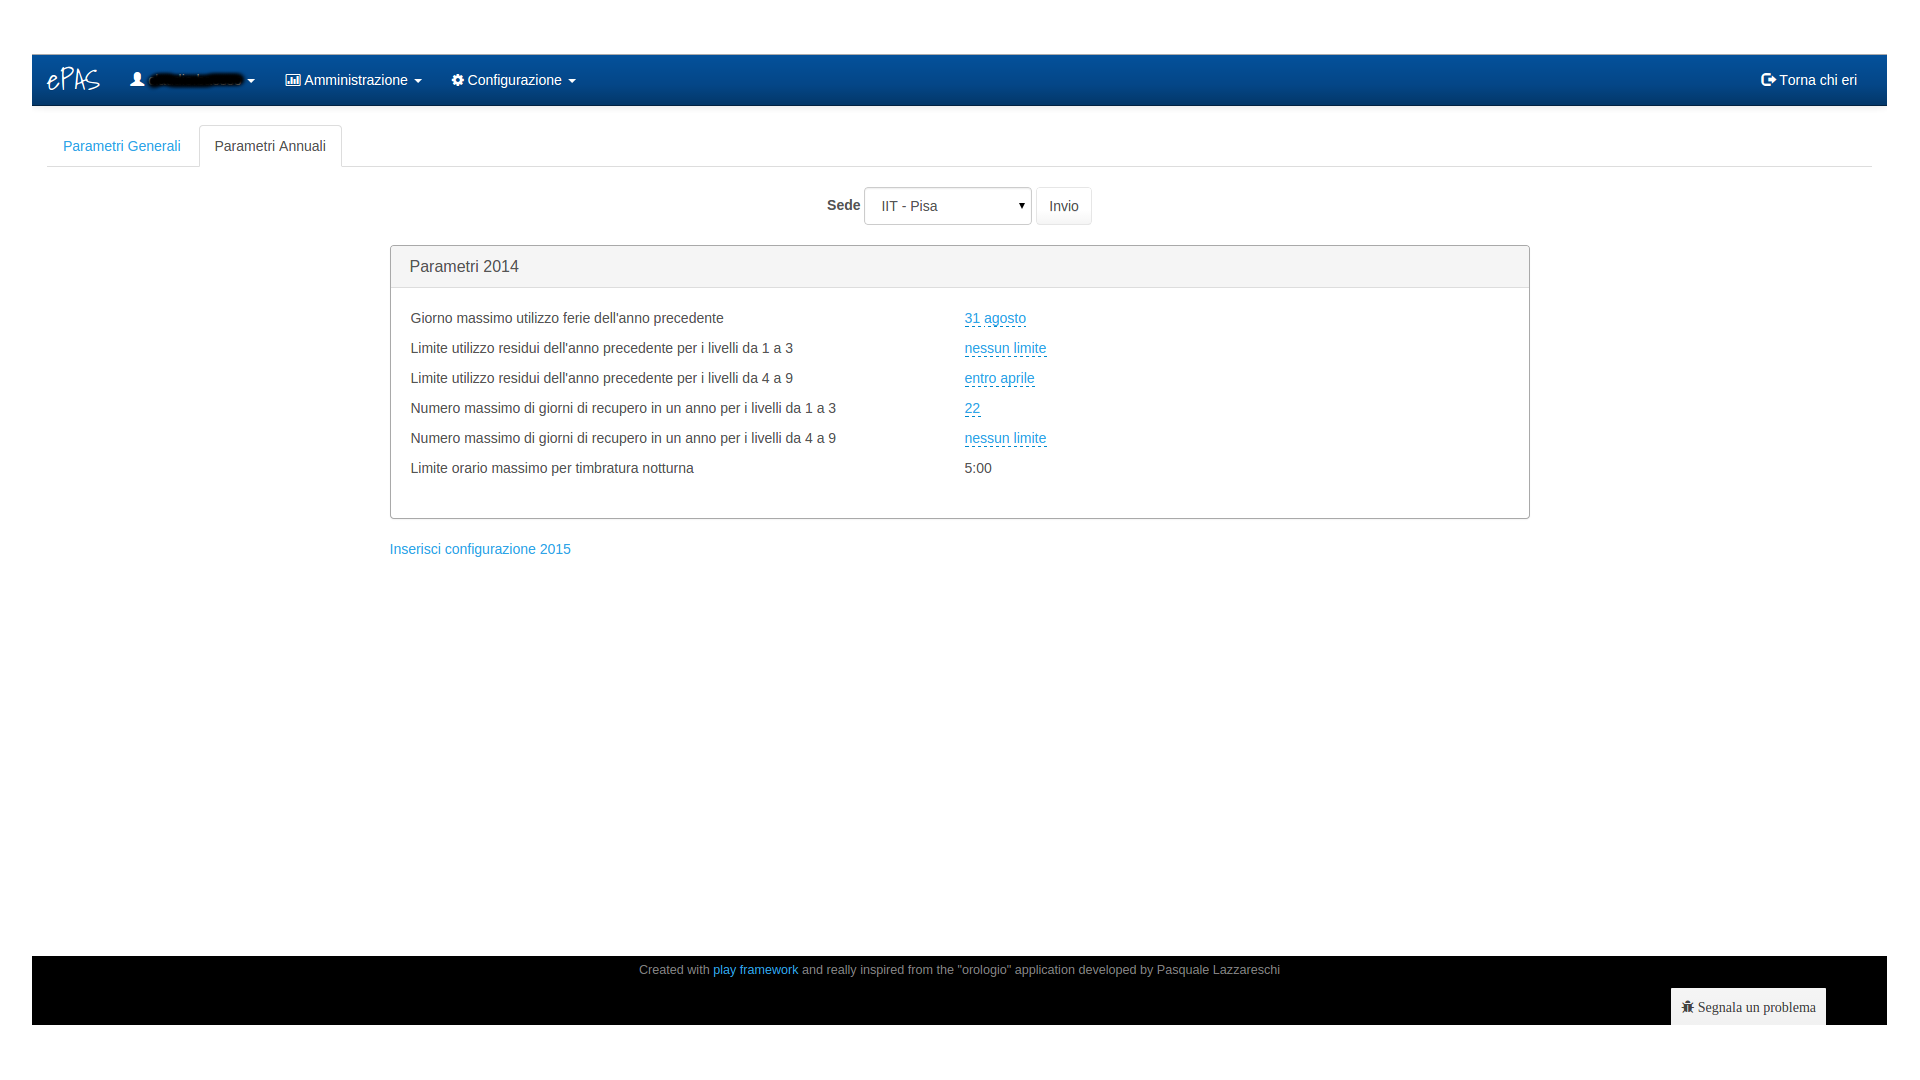 ePAS Amministrazione Configurazione Torna chi eri
Parametri Generali Parametri Annuali
Sede IIT - Pisa Invio
Parametri 2014
Giorno massimo utilizzo ferie dell'anno precedente 31 agosto
Limite utilizzo residui dell'anno precedente per i livelli da 1 a 3 nessun limite
Limite utilizzo residui dell'anno precedente per i livelli da 4 a 9 entro aprile
Numero massimo di giorni di recupero in un anno per i livelli da 1 a 3 22
Numero massimo di giorni di recupero in un anno per i livelli da 4 a 9 nessun limite
Limite orario massimo per timbratura notturna 5:00
Inserisci configurazione 2015
Created with play framework and really inspired from the "orologio" application developed by Pasquale Lazzareschi
Segnala un problema